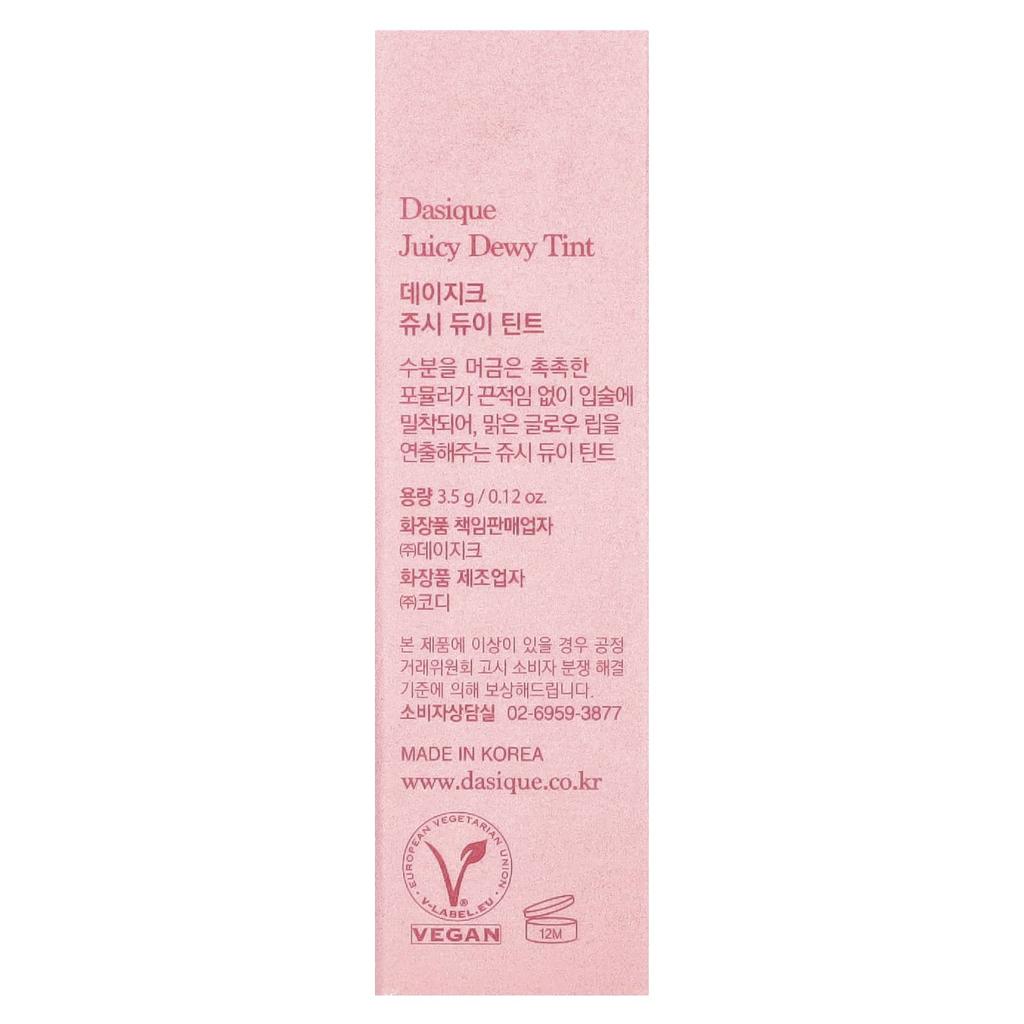 Dasique
Juicy Dewy Tint
데이지크
쥬시 듀이 틴트
수분을 머금은 촉촉한
포뮬러가 끈적임 없이 입술에
밀착되어, 맑은 글로우 립을
연출해주는 쥬시 듀이 틴트
용량 3.5 g / 0.12 oz.
화장품 책임판매업자
㈜데이지크
화장품 제조업자
㈜코디
본 제품에 이상이 있을 경우 공정
거래위원회 고시 소비자 분쟁 해결
기준에 의해 보상해드립니다.
소비자상담실 02-6959-3877
MADE IN KOREA
www.dasique.co.kr
· EUROPEAN VEGETARIAN UNION ·
V-LABEL.EU
®
VEGAN
12M